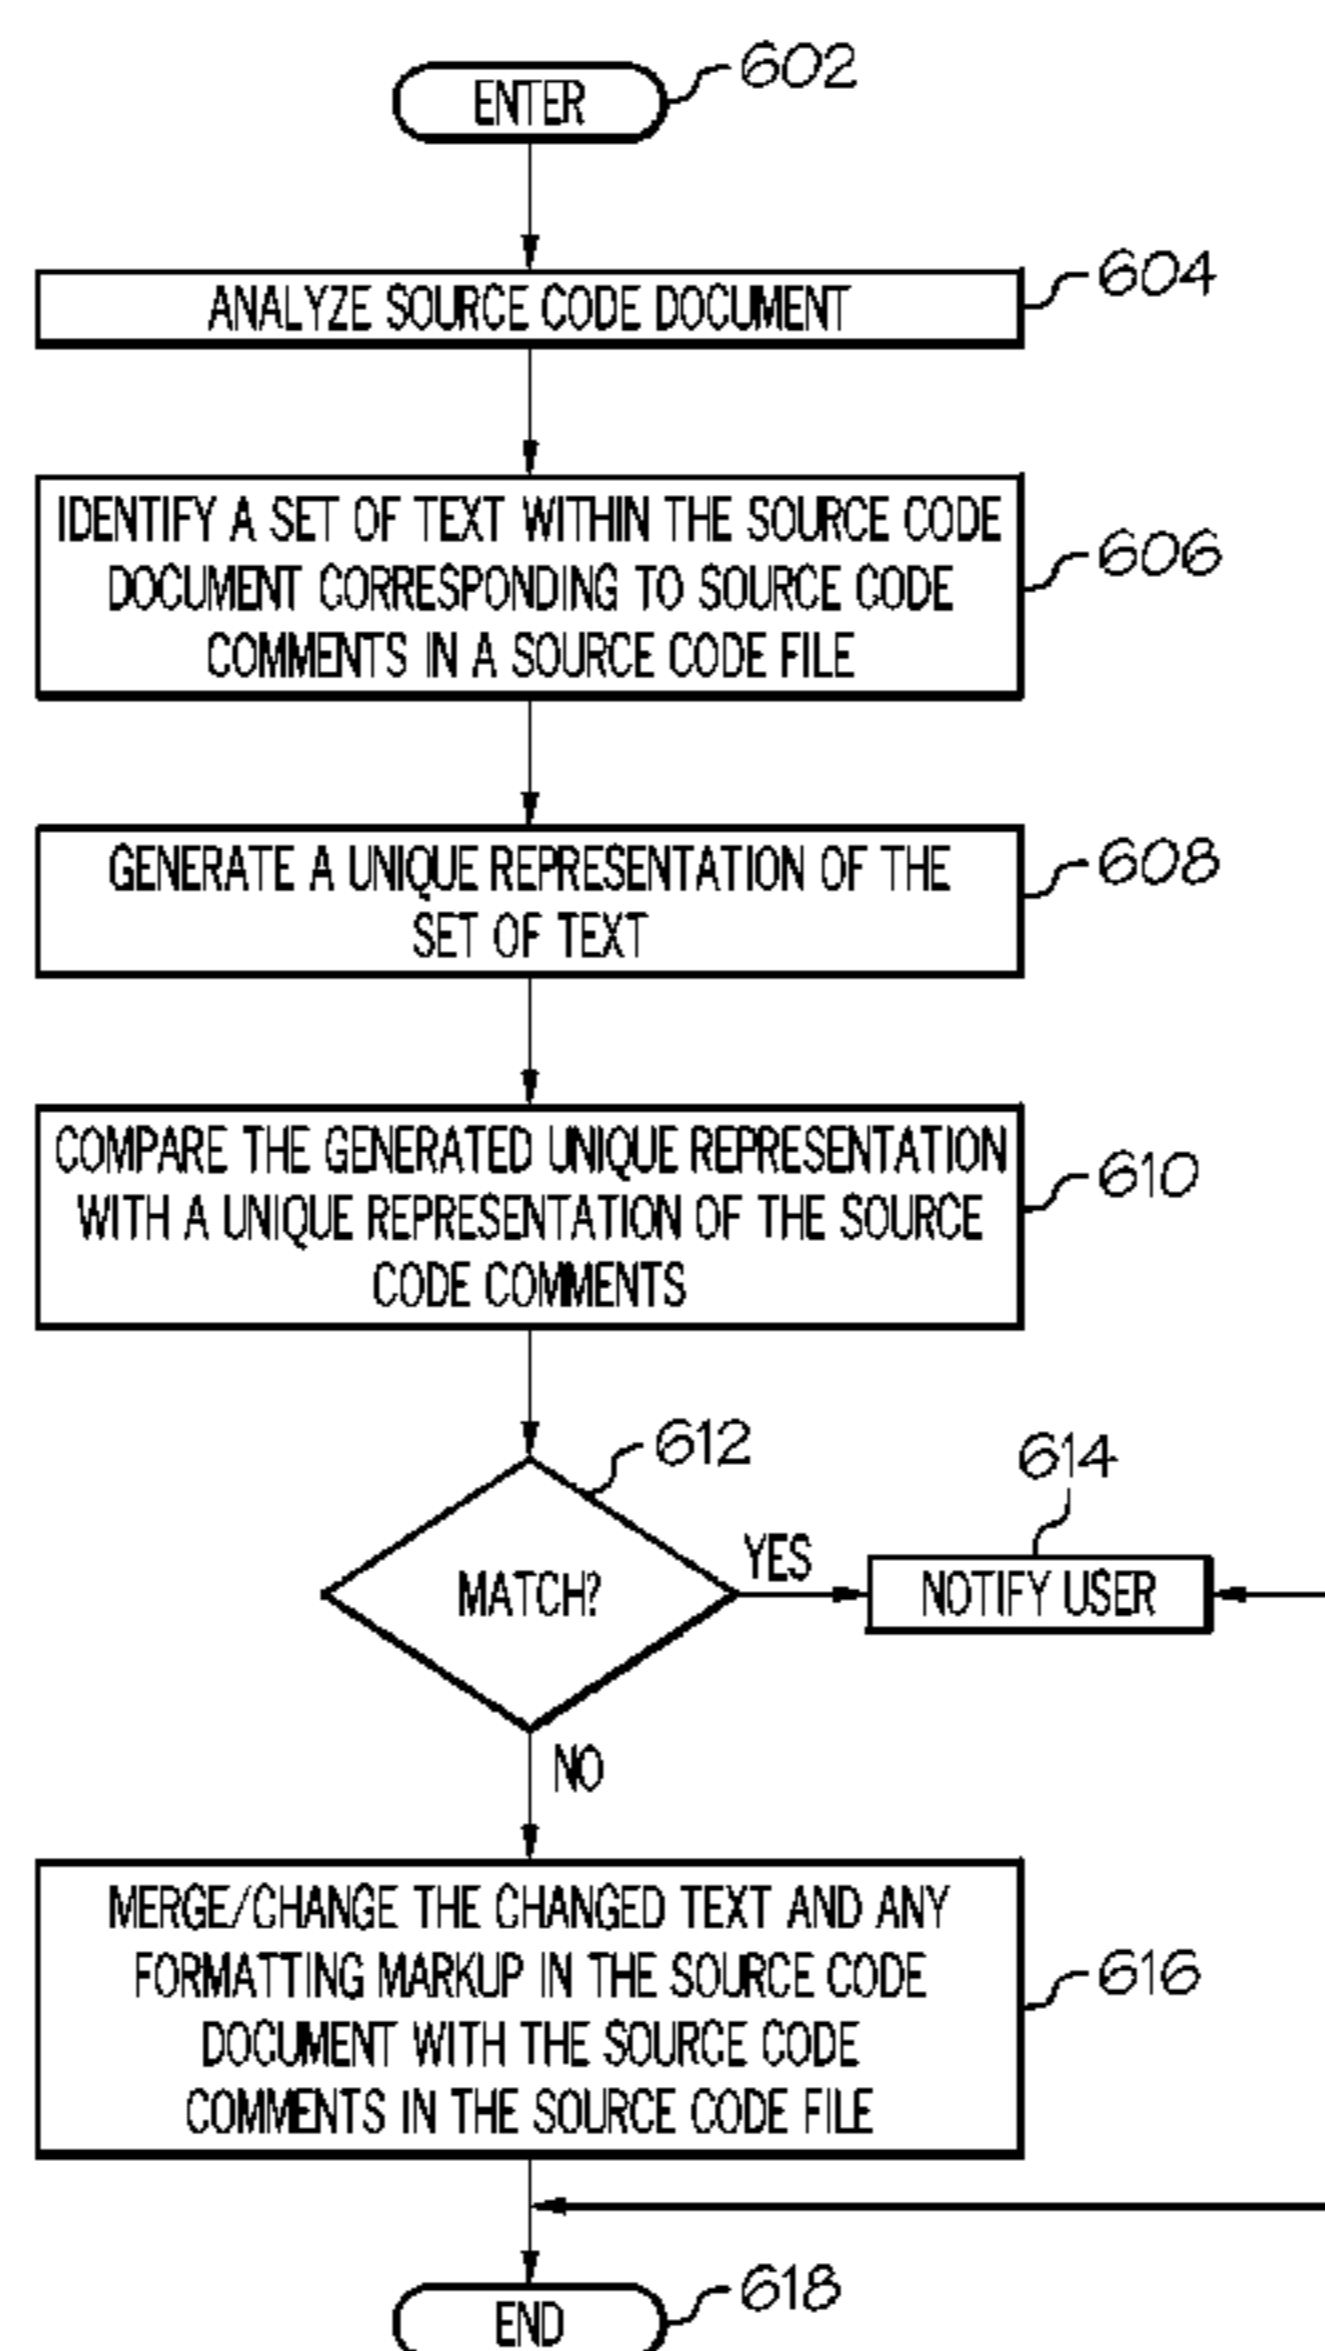 ENTER
602
ANALYZE SOURCE CODE DOCUMENT
604
IDENTIFY A SET OF TEXT WITHIN THE SOURCE CODE
DOCUMENT CORRESPONDING TO SOURCE CODE
COMMENTS IN A SOURCE CODE FILE
606
GENERATE A UNIQUE REPRESENTATION OF THE
SET OF TEXT
608
COMPARE THE GENERATED UNIQUE REPRESENTATION
WITH A UNIQUE REPRESENTATION OF THE SOURCE
CODE COMMENTS
610
612
MATCH?
YES
614
NOTIFY USER
NO
MERGE/CHANGE THE CHANGED TEXT AND ANY
FORMATTING MARKUP IN THE SOURCE CODE
DOCUMENT WITH THE SOURCE CODE
COMMENTS IN THE SOURCE CODE FILE
616
END
618